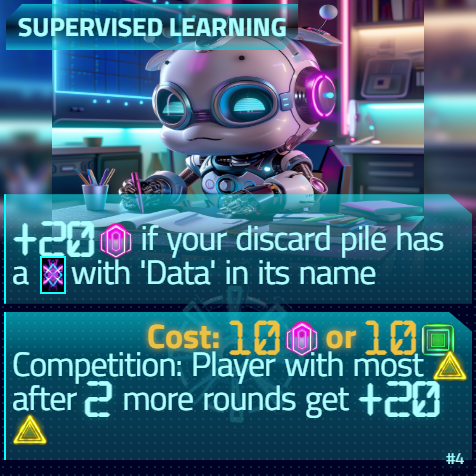 SUPERVISED LEARNING
+20 if your discard pile has
a with 'Data' in its name
Cost: 10 or 10
Competition: Player with most
after 2 more rounds get +20
#4